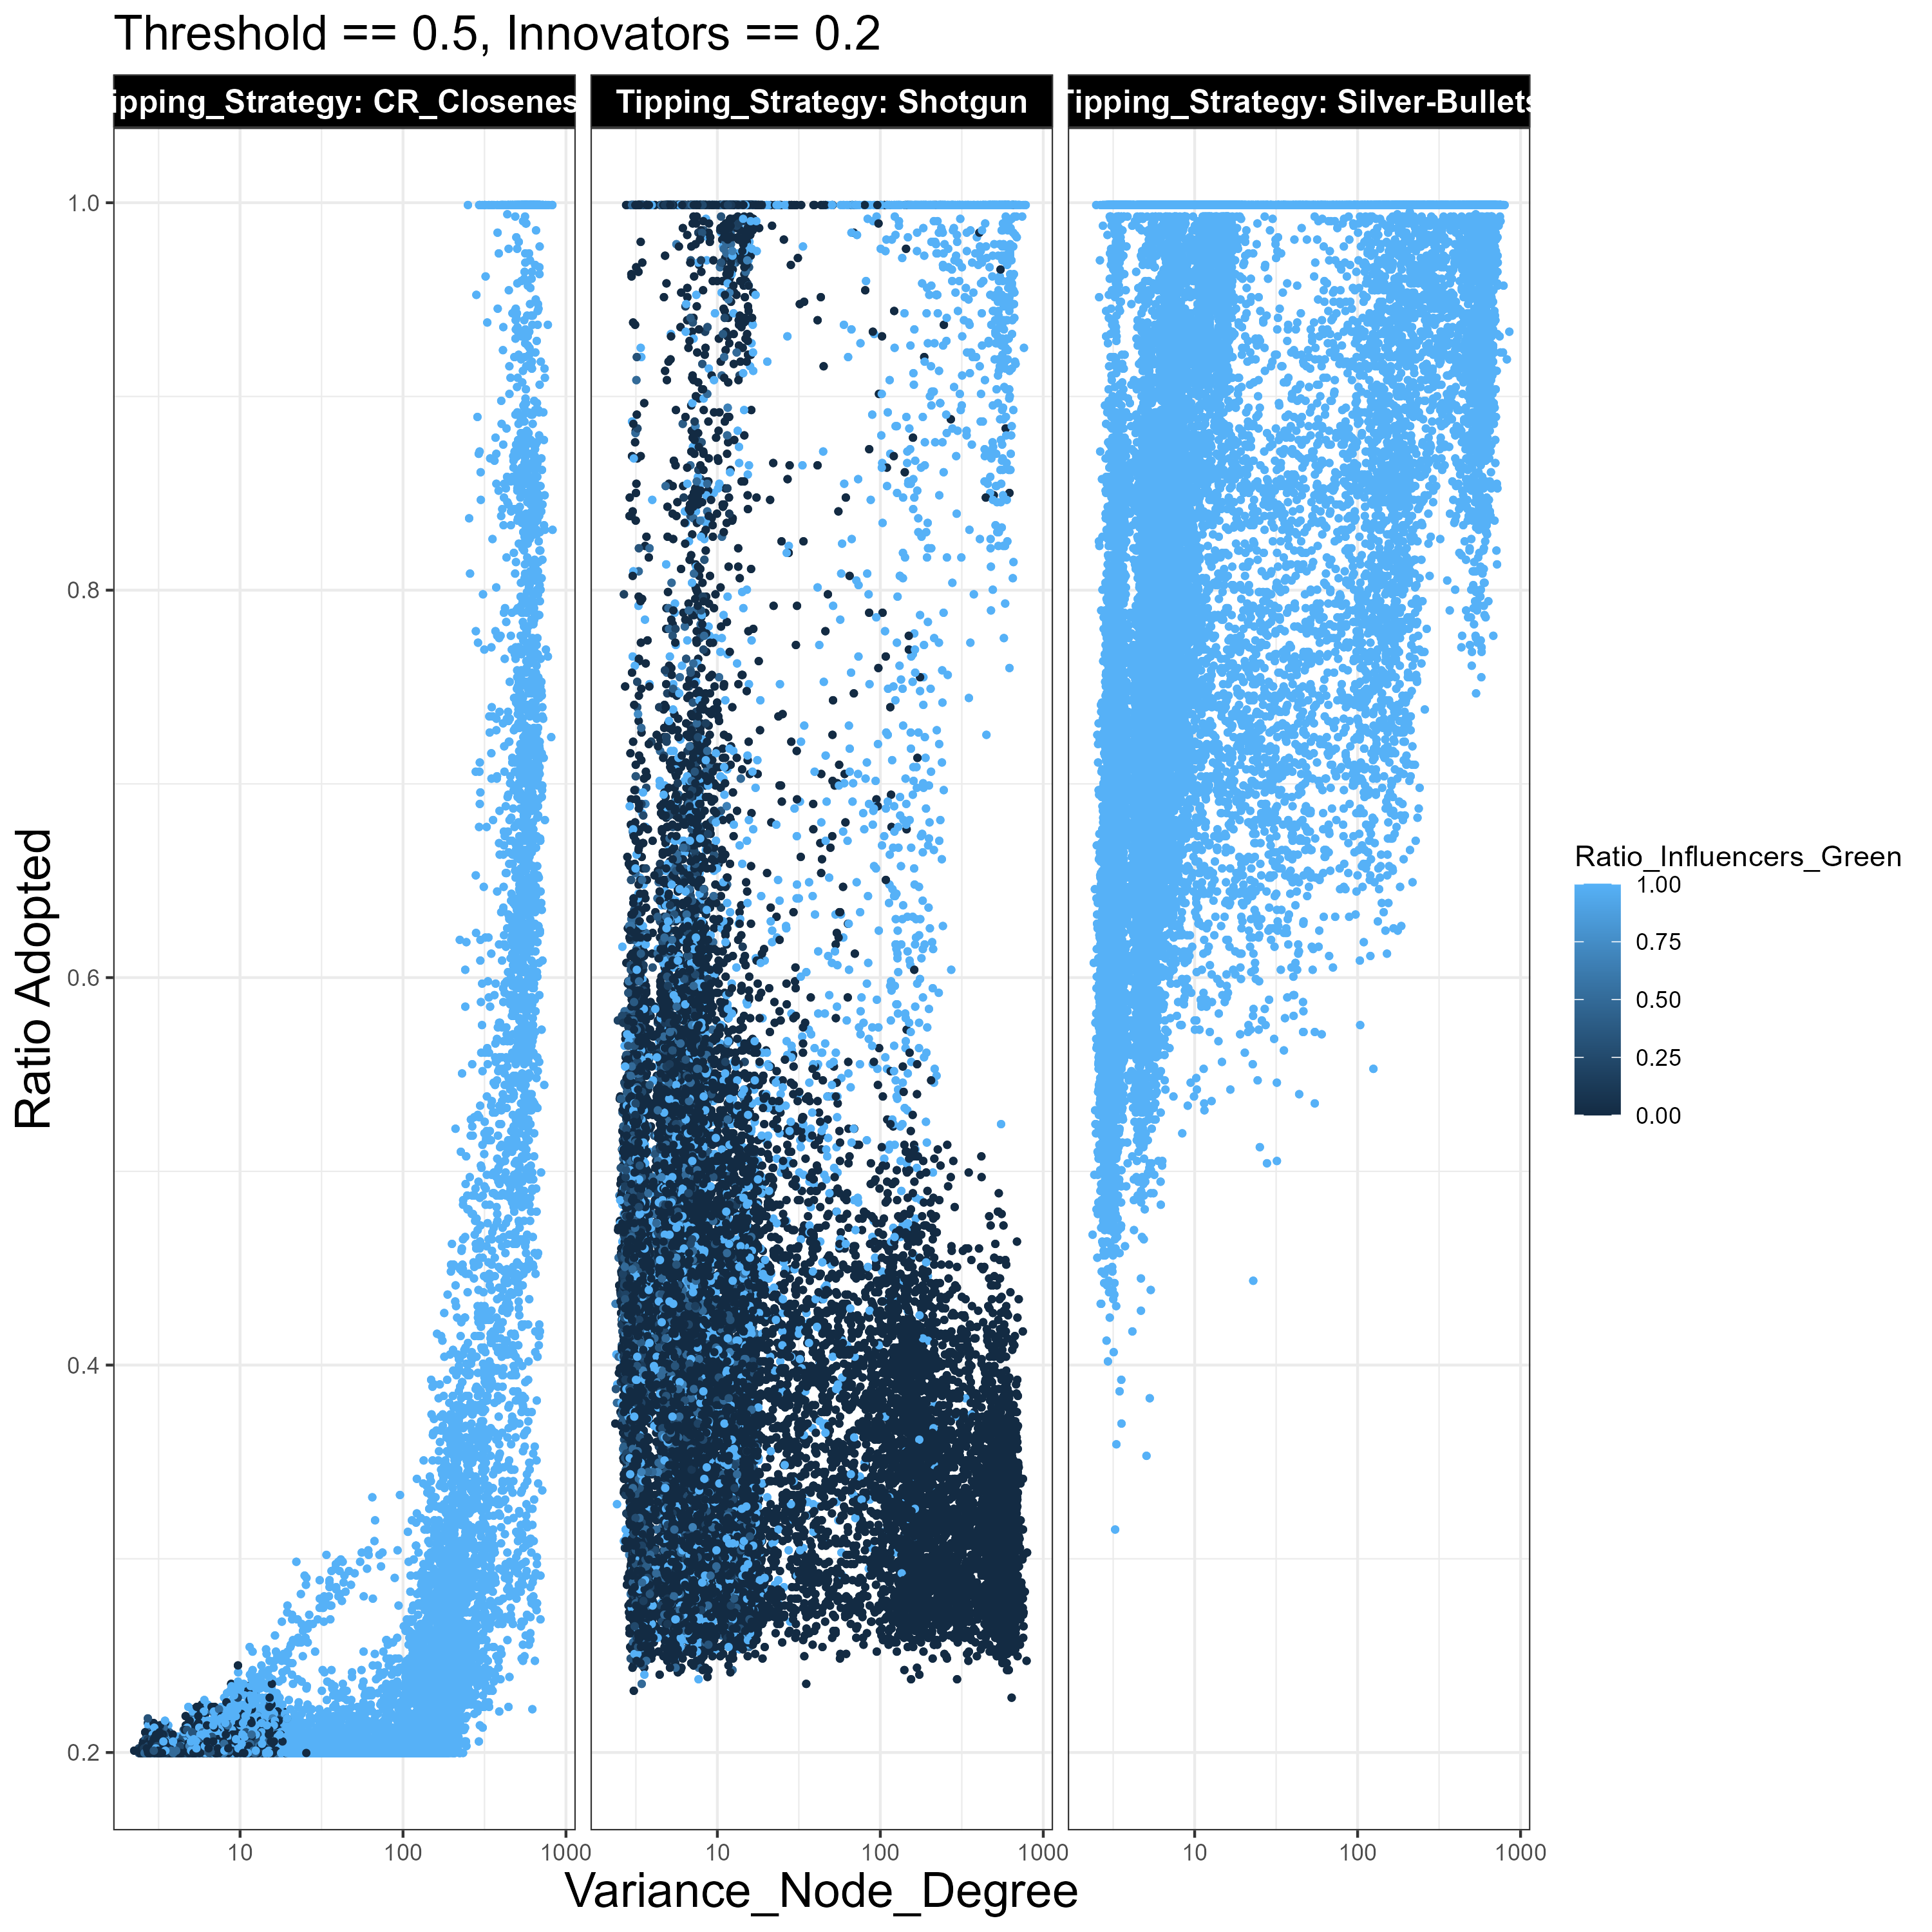 Threshold == 0.5, Innovators == 0.2
ipping_Strategy: CR_Closenes
Tipping_Strategy: Shotgun
Tipping_Strategy: Silver-Bullets
Ratio Adopted
1.0
0.8
0.6
0.4
0.2
10 100 1000
10 100 1000
10 100 1000
Variance_Node_Degree
Ratio_Influencers_Green
1.00
0.75
0.50
0.25
0.00